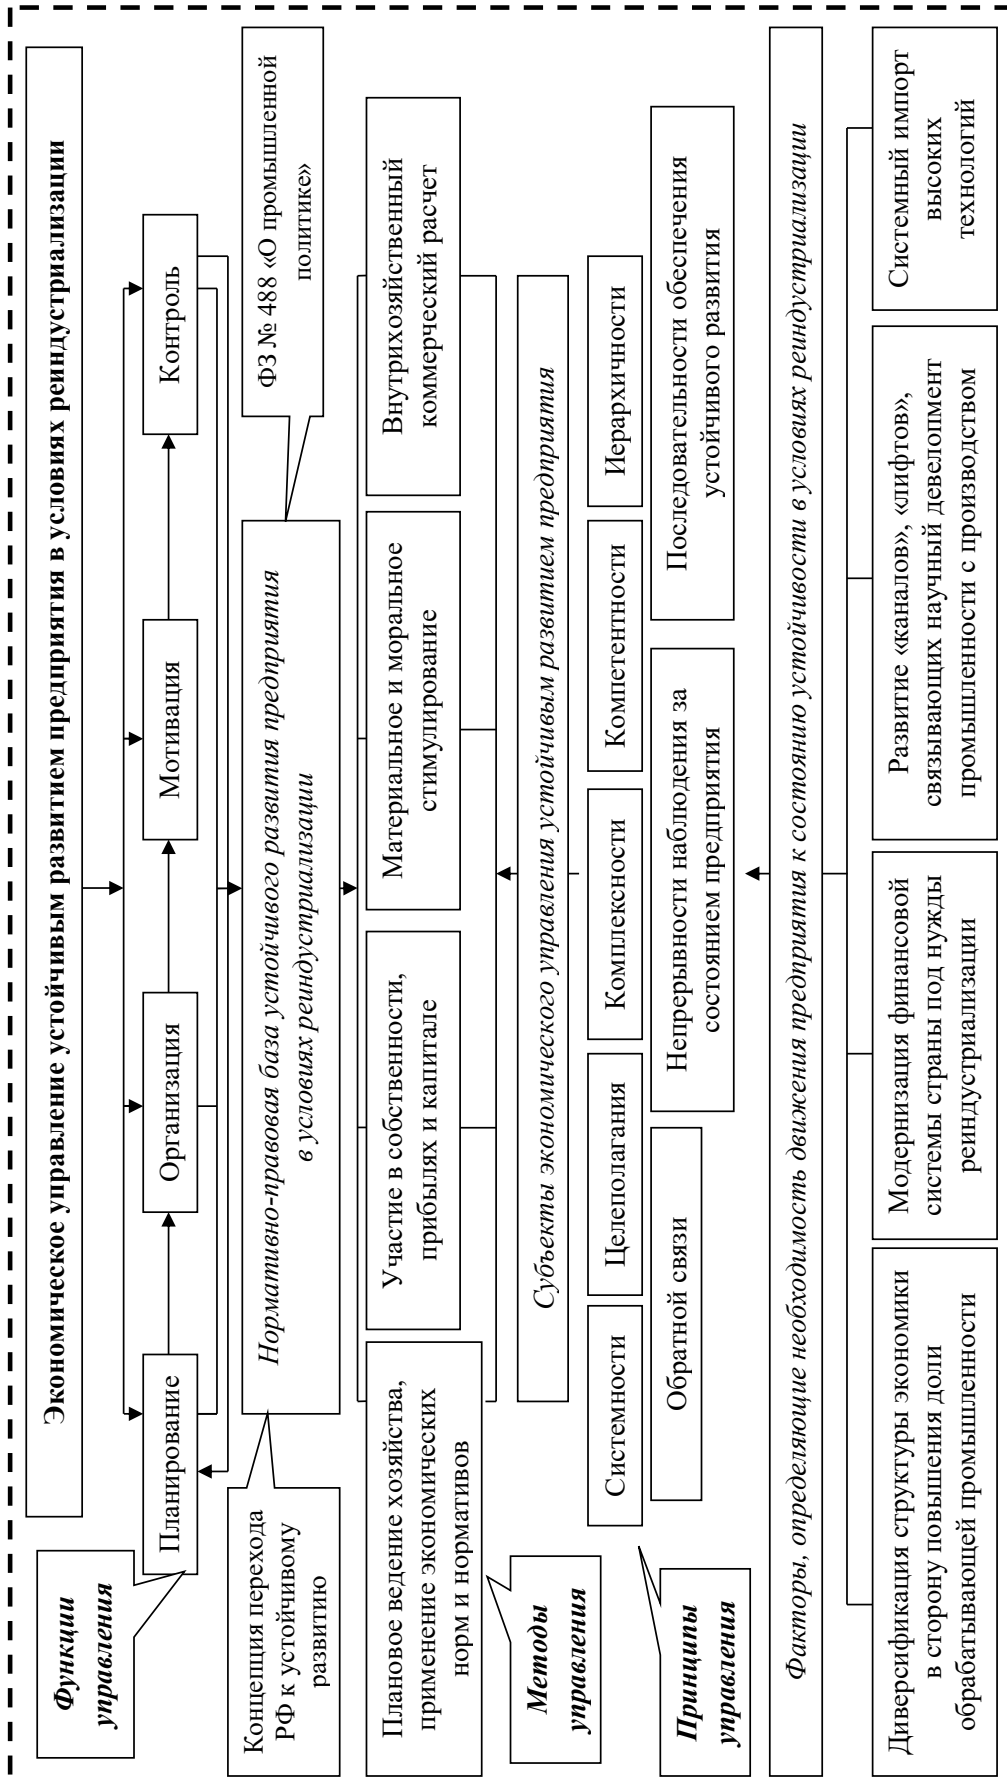 Экономическое управление устойчивым развитием предприятия в условиях реиндустриализации
Функции
управления
Планирование
Организация
Мотивация
Контроль
Концепция перехода
РФ к устойчивому
развитию
Нормативно-правовая база устойчивого развития предприятия
в условиях реиндустриализации
ФЗ № 488 «О промышленной
политике»
Плановое ведение хозяйства,
применение экономических
норм и нормативов
Участие в собственности,
прибылях и капитале
Материальное и моральное
стимулирование
Внутрихозяйственный
коммерческий расчет
Методы
управления
Субъекты экономического управления устойчивым развитием предприятия
Принципы
управления
Системности
Целеполагания
Комплексности
Компетентности
Иерархичности
Обратной связи
Непрерывности наблюдения за
состоянием предприятия
Последовательности обеспечения
устойчивого развития
Факторы, определяющие необходимость движения предприятия к состоянию устойчивости в условиях реиндустриализации
Диверсификация структуры экономики
в сторону повышения доли
обрабатывающей промышленности
Модернизация финансовой
системы страны под нужды
реиндустриализации
Развитие «каналов», «лифтов»,
связывающих научный девелопмент
промышленности с производством
Системный импорт
высоких
технологий